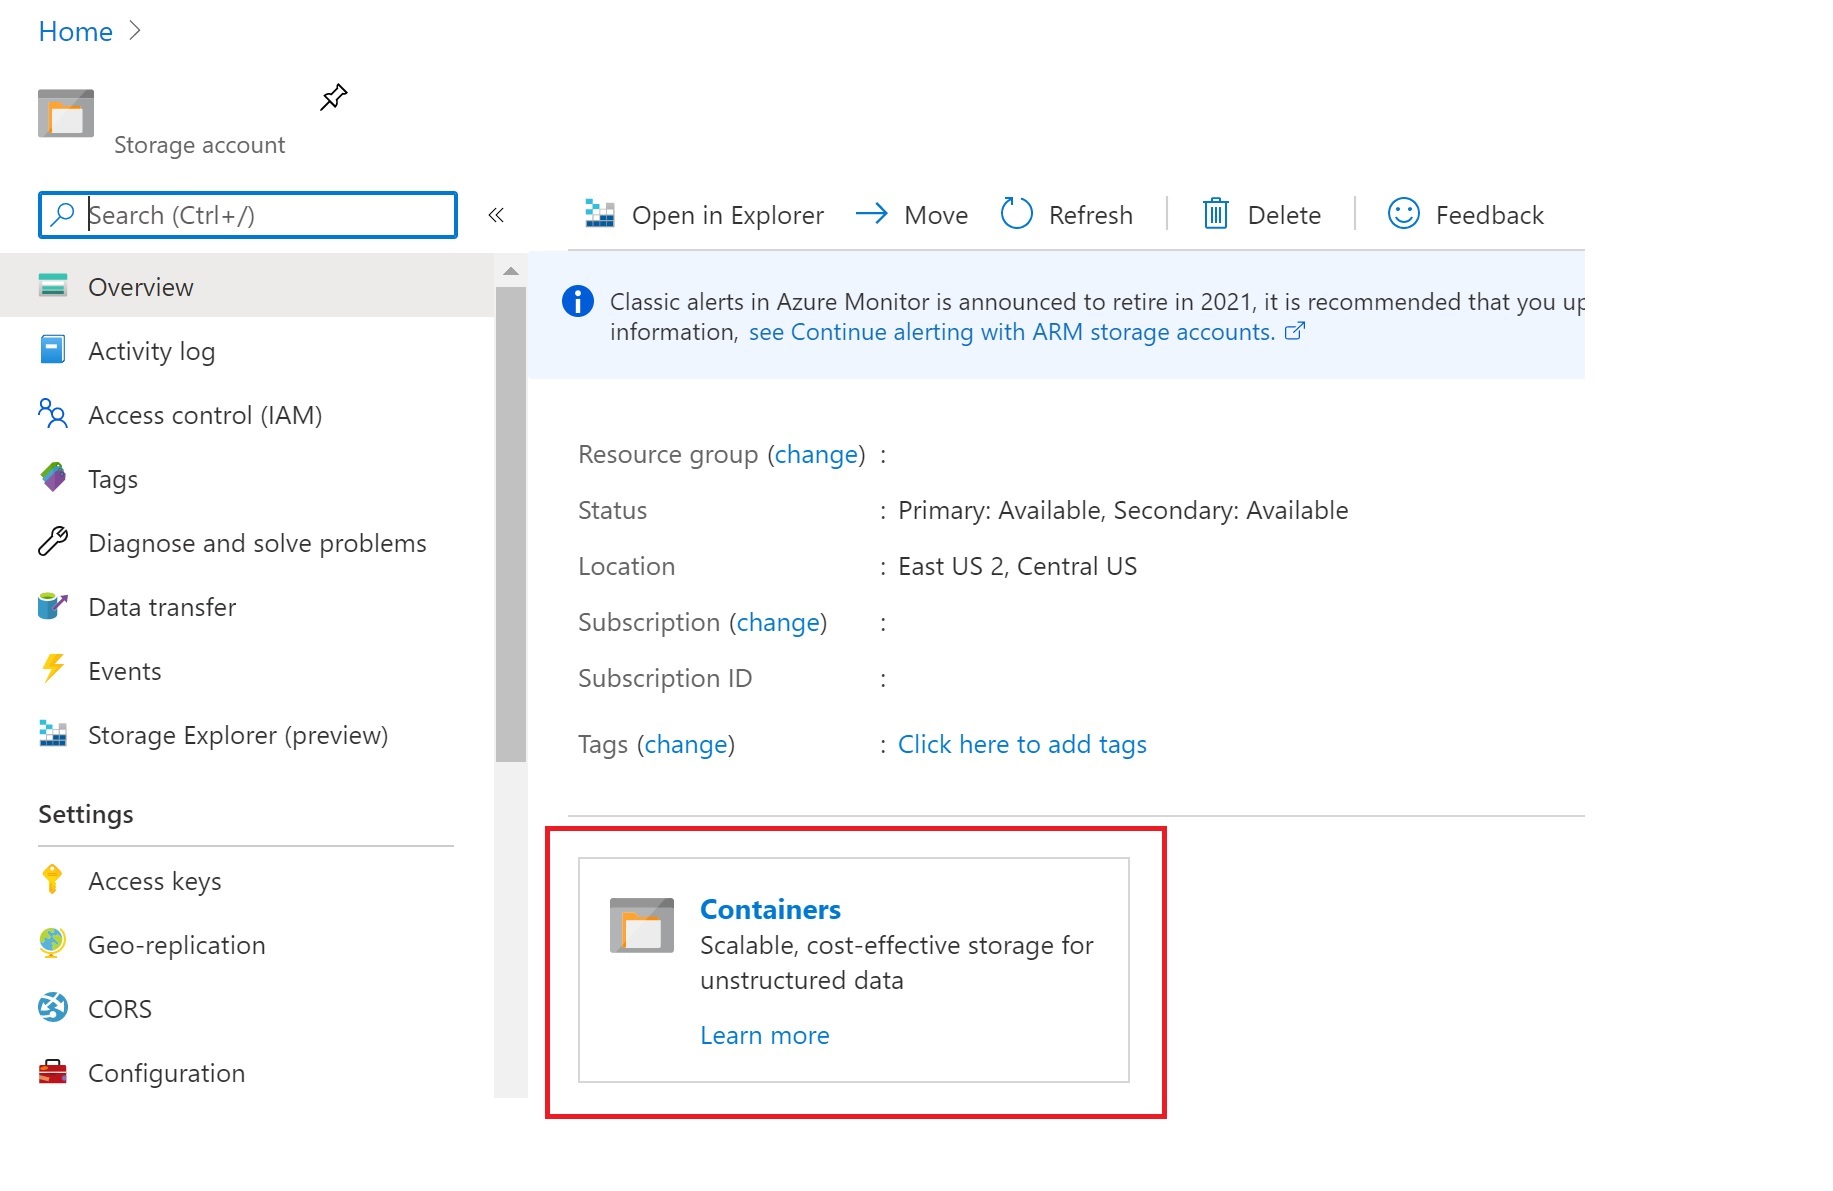 Home
Storage account
Search (Ctrl+/)
«
Open in Explorer
Move
Refresh
Delete
Feedback
Overview
Activity log
Access control (IAM)
Tags
Diagnose and solve problems
Data transfer
Events
Storage Explorer (preview)
Settings
Access keys
Geo-replication
CORS
Configuration
Classic alerts in Azure Monitor is announced to retire in 2021, it is recommended that you up
information, see Continue alerting with ARM storage accounts.
Resource group (change) :
Status : Primary: Available, Secondary: Available
Location : East US 2, Central US
Subscription (change) :
Subscription ID :
Tags (change) : Click here to add tags
Containers
Scalable, cost-effective storage for
unstructured data
Learn more